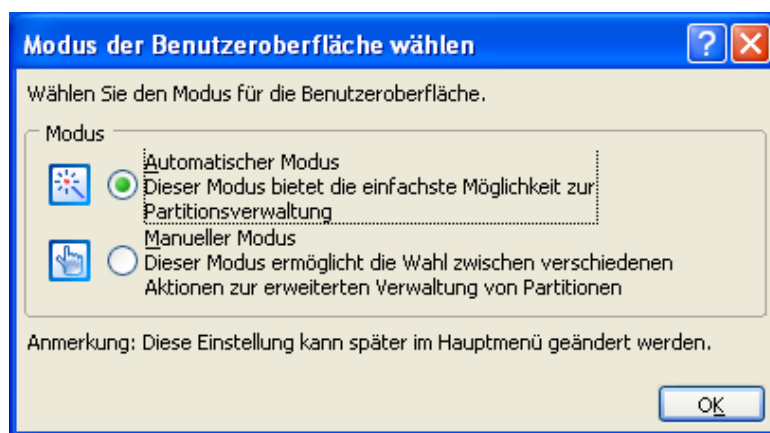 Modus der Benutzeroberfläche wählen
Wählen Sie den Modus für die Benutzeroberfläche.
Modus
Automatischer Modus
Dieser Modus bietet die einfachste Möglichkeit zur
Partitionsverwaltung
Manueller Modus
Dieser Modus ermöglicht die Wahl zwischen verschiedenen
Aktionen zur erweiterten Verwaltung von Partitionen
Anmerkung: Diese Einstellung kann später im Hauptmenü geändert werden.
OK